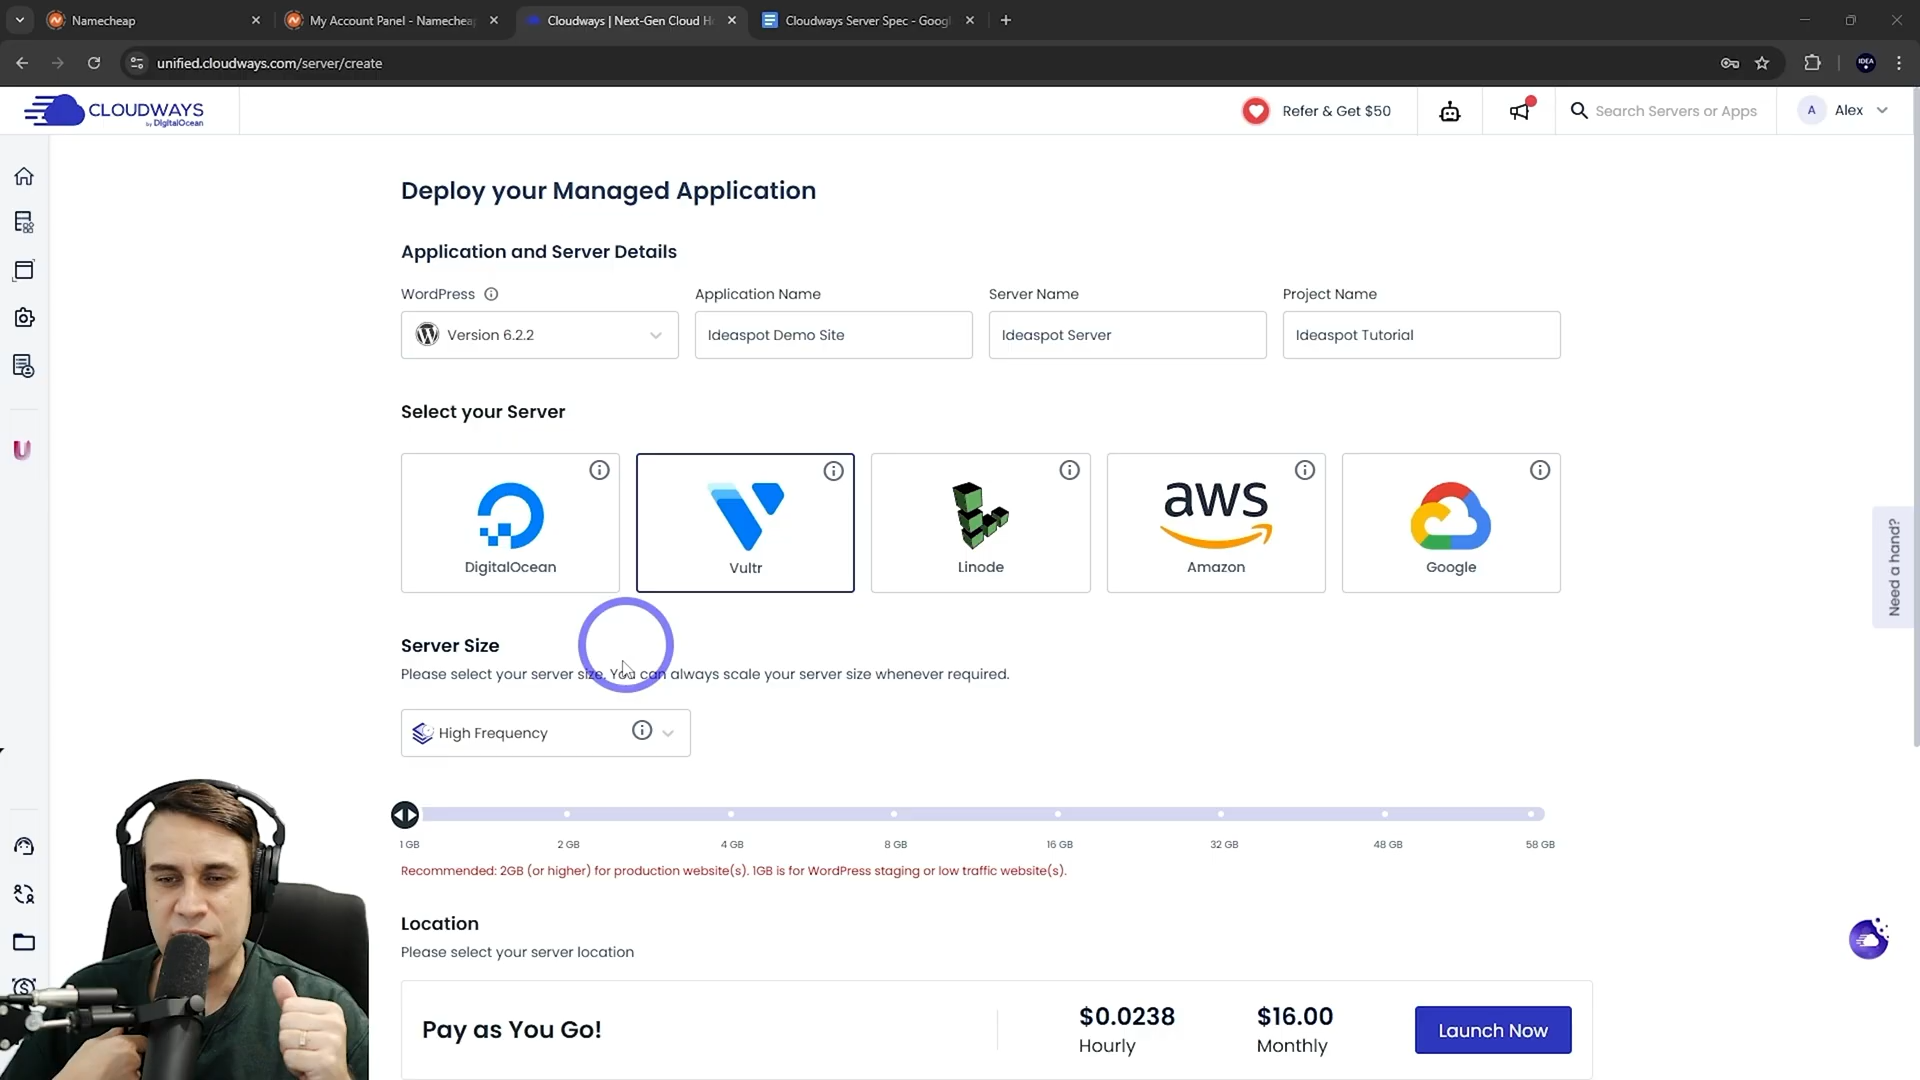 Namecheap
My Account Panel - Namecheap
Cloudways | Next-Gen Cloud H
Cloudways Server Spec - Googl
unified.cloudways.com/server/create
IDEA
CLOUDWAYS
by DigitalOcean
Refer & Get $50
Search Servers or Apps
A
Alex
Deploy your Managed Application
Application and Server Details
WordPress
Application Name
Server Name
Project Name
Version 6.2.2
Ideaspot Demo Site
Ideaspot Server
Ideaspot Tutorial
Select your Server
DigitalOcean
Vultr
Linode
aws
Amazon
Google
Need a hand?
Server Size
Please select your server size. You can always scale your server size whenever required.
High Frequency
1 GB
2 GB
4 GB
8 GB
16 GB
32 GB
48 GB
58 GB
Recommended: 2GB (or higher) for production website(s). 1GB is for WordPress staging or low traffic website(s).
Location
Please select your server location
Pay as You Go!
$0.0238
Hourly
$16.00
Monthly
Launch Now